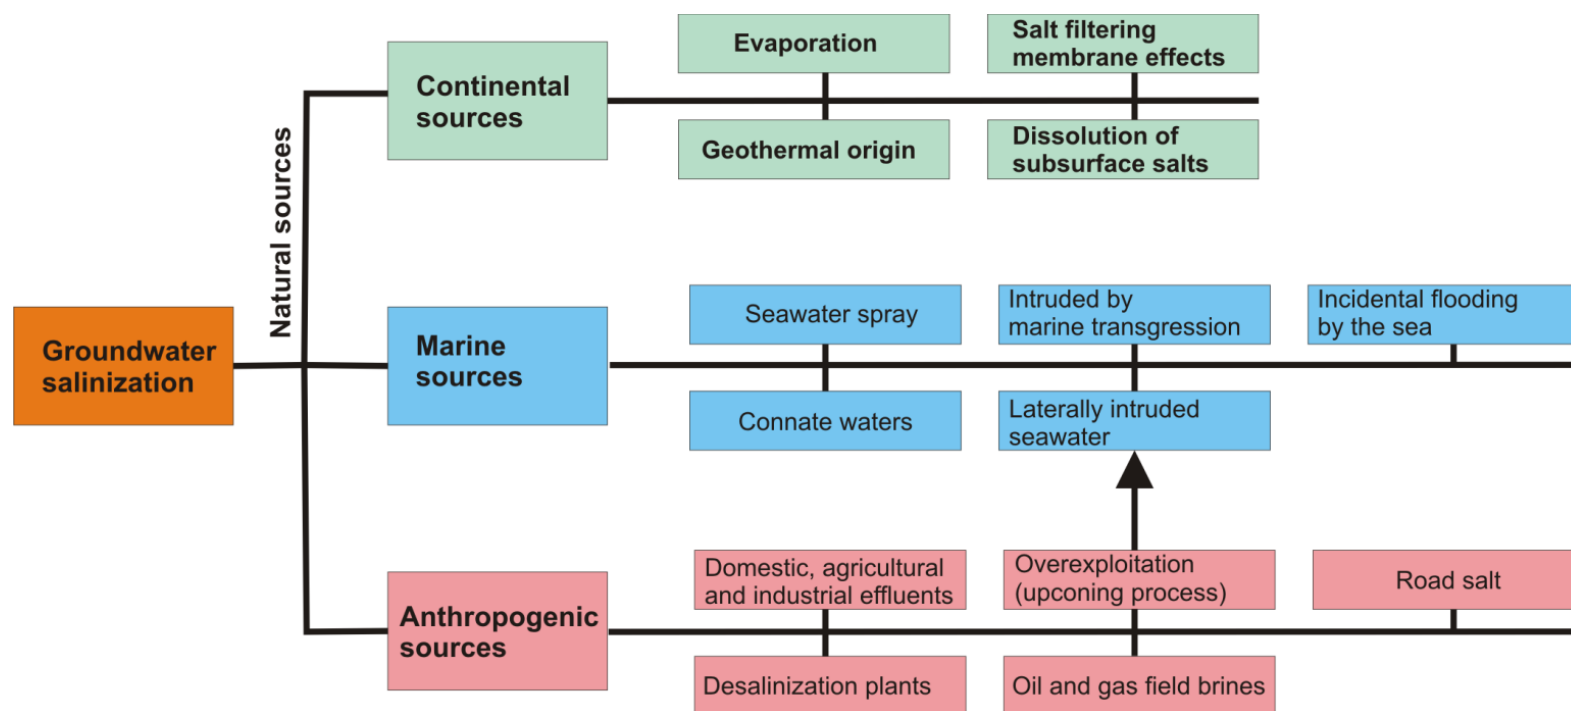 Groundwater
salinization
Natural sources
Continental
sources
Evaporation
Salt filtering
membrane effects
Geothermal origin
Dissolution of
subsurface salts
Marine
sources
Seawater spray
Intruded by
marine transgression
Incidental flooding
by the sea
Connate waters
Laterally intruded
seawater
Anthropogenic
sources
Domestic, agricultural
and industrial effluents
Overexploitation
(upconing process)
Road salt
Desalinization plants
Oil and gas field brines